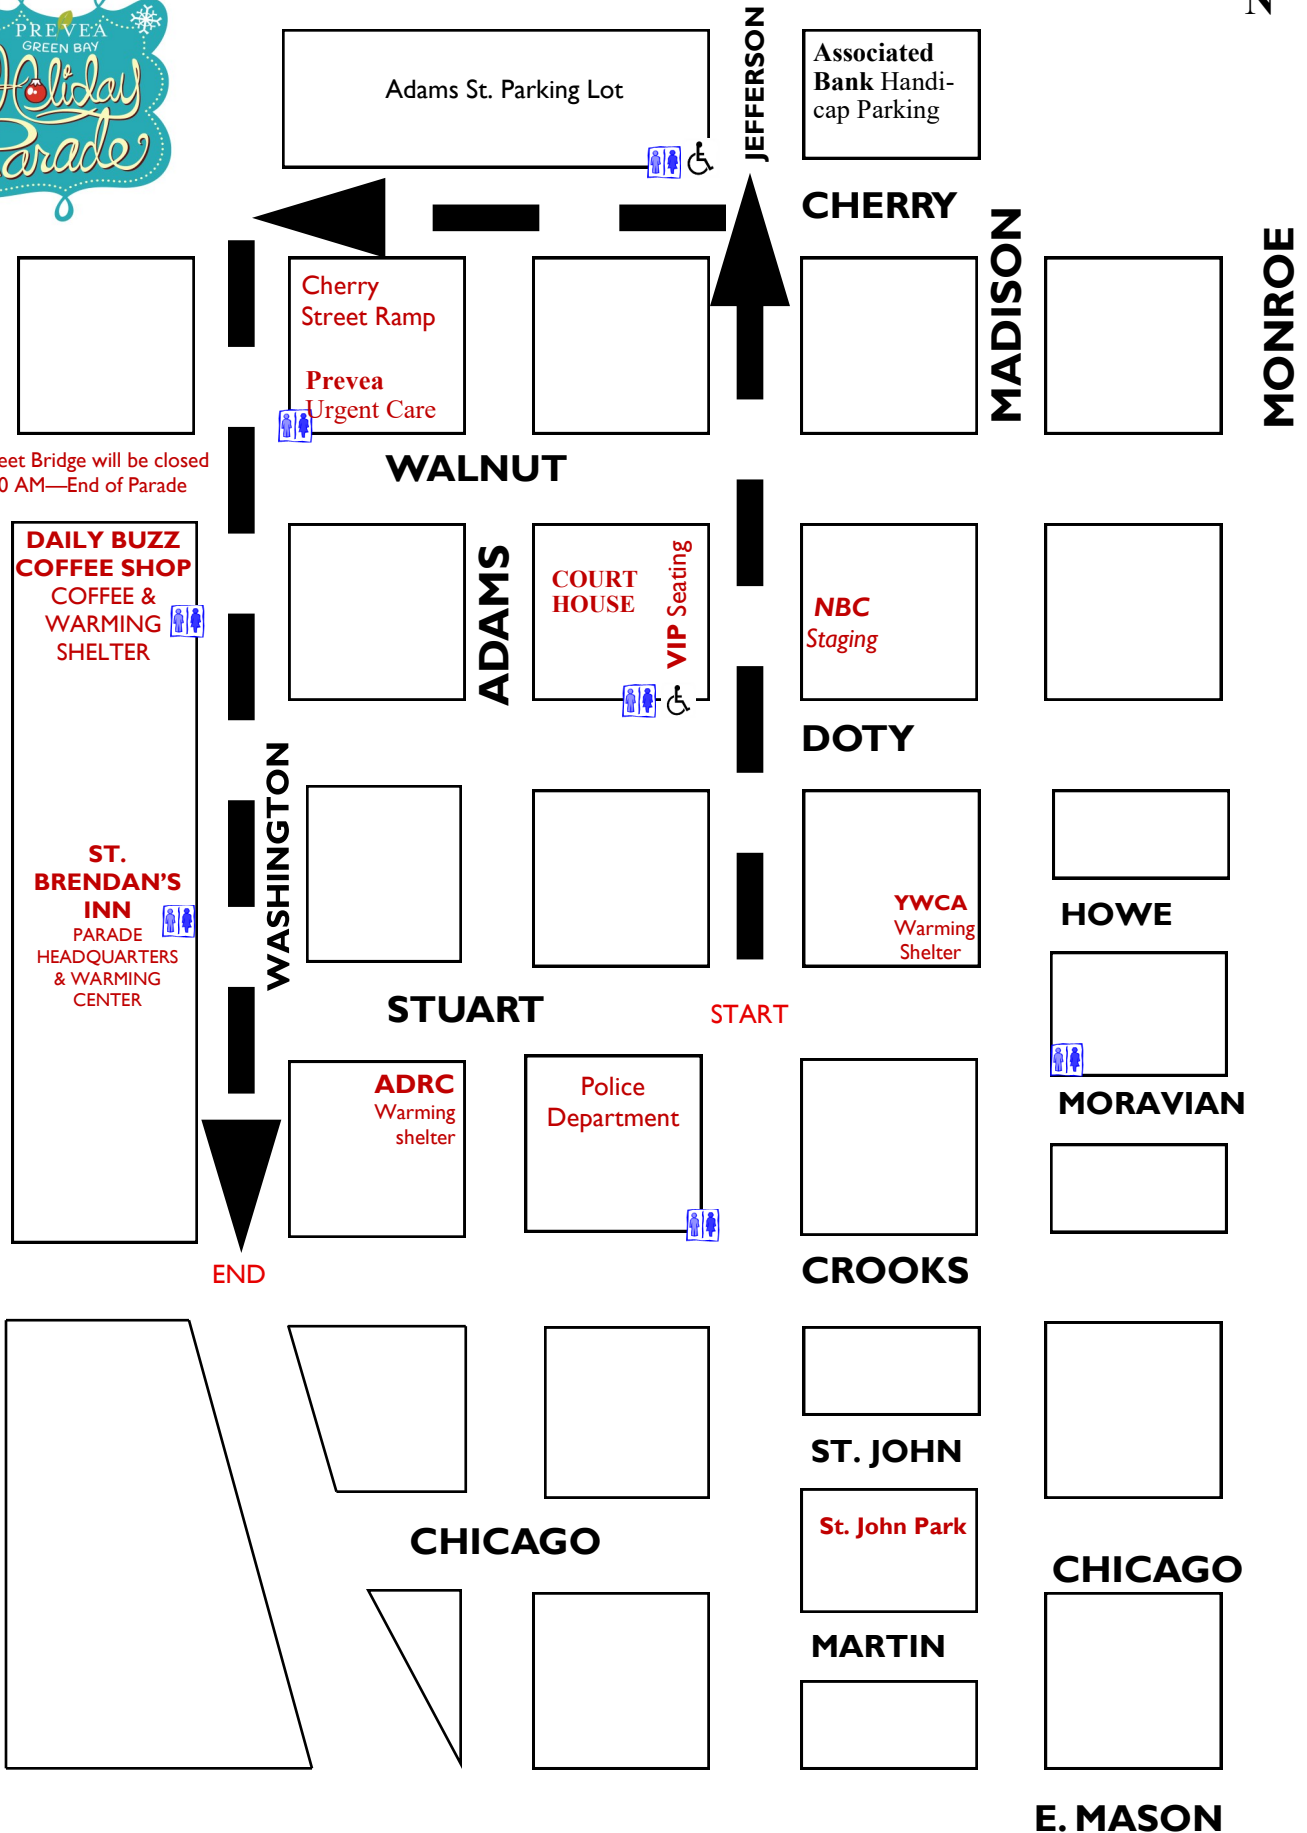 N
PREVEA
GREEN BAY
Holiday
Parade
Adams St. Parking Lot
JEFFERSON
Associated
Bank Handi-
cap Parking
CHERRY
MADISON
MONROE
Cherry
Street Ramp
Prevea
Urgent Care
eet Bridge will be closed
0 AM—End of Parade
WALNUT
DAILY BUZZ
COFFEE SHOP
COFFEE &
WARMING
SHELTER
ADAMS
COURT
HOUSE
VIP Seating
NBC
Staging
DOTY
WASHINGTON
ST.
BRENDAN'S
INN
PARADE
HEADQUARTERS
& WARMING
CENTER
YWCA
Warming
Shelter
HOWE
STUART
START
ADRC
Warming
shelter
Police
Department
MORAVIAN
END
CROOKS
ST. JOHN
St. John Park
CHICAGO
CHICAGO
MARTIN
E. MASON